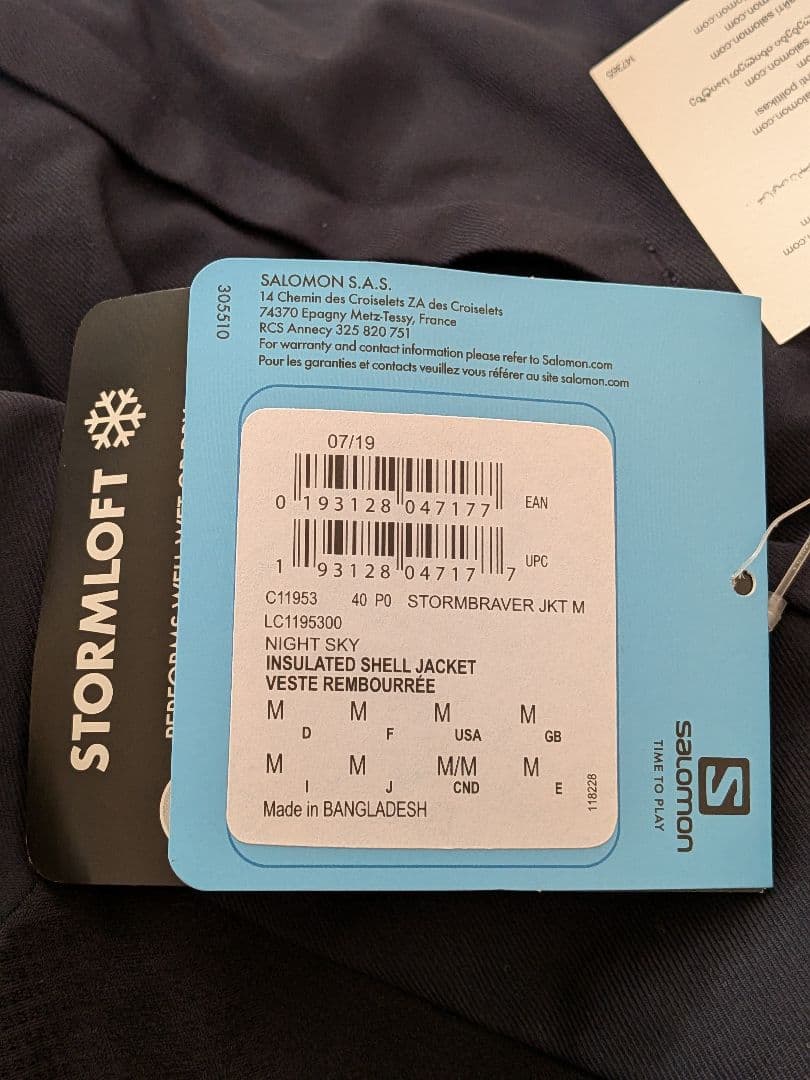 SALOMON S.A.S.
14 Chemin des Croiselets ZA des Croiselets
74370 Epagny Metz-Tessy, France
RCS Annecy 325 820 751
For warranty and contact information please refer to Salomon.com
Pour les garanties et contacts veuillez vous référer au site salomon.com
305510
07/19
0 193128 047177 EAN
1 93128 04717 7 UPC
C11953 40 P0 STORMBRAVER JKT M
LC1195300
NIGHT SKY
INSULATED SHELL JACKET
VESTE REMBOURRÉE
M D M F M USA M GB
M I M J M/M CND M E
Made in BANGLADESH
118228
salomon
TIME TO PLAY
STORMLOFT
147365